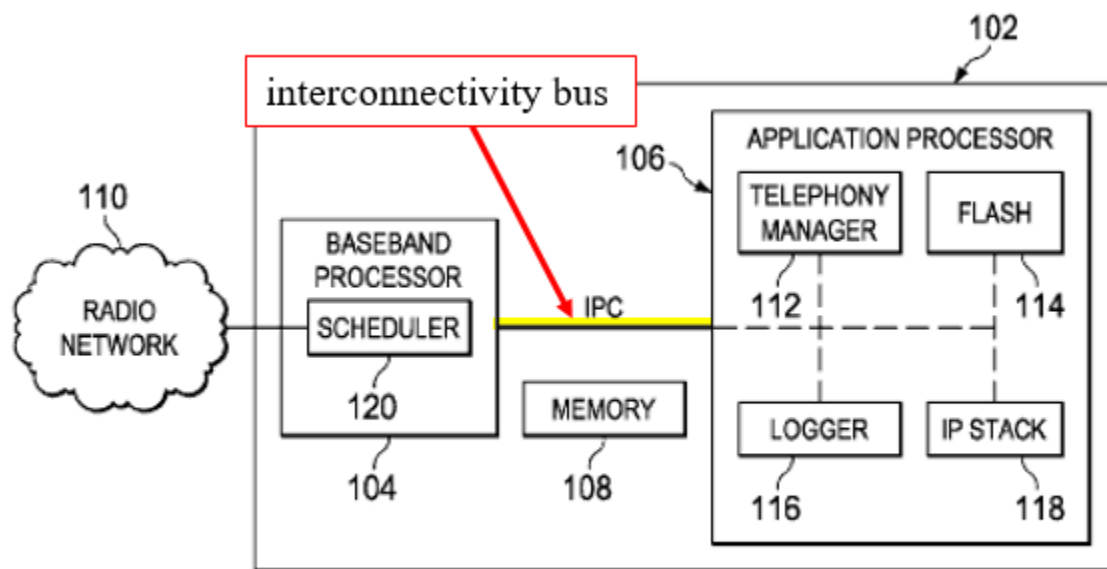 102
interconnectivity bus
APPLICATION PROCESSOR
106
TELEPHONY
MANAGER
FLASH
110
BASEBAND
PROCESSOR
112
114
RADIO
NETWORK
SCHEDULER
IPC
120
MEMORY
LOGGER
IP STACK
104
108
116
118